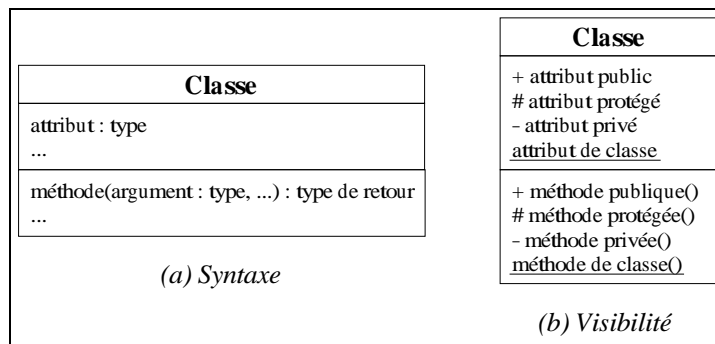 Classe
attribut : type
...
méthode(argument : type, ...) : type de retour
...
(a) Syntaxe
Classe
+ attribut public
# attribut protégé
- attribut privé
attribut de classe
+ méthode publique()
# méthode protégée()
- méthode privée()
méthode de classe()
(b) Visibilité